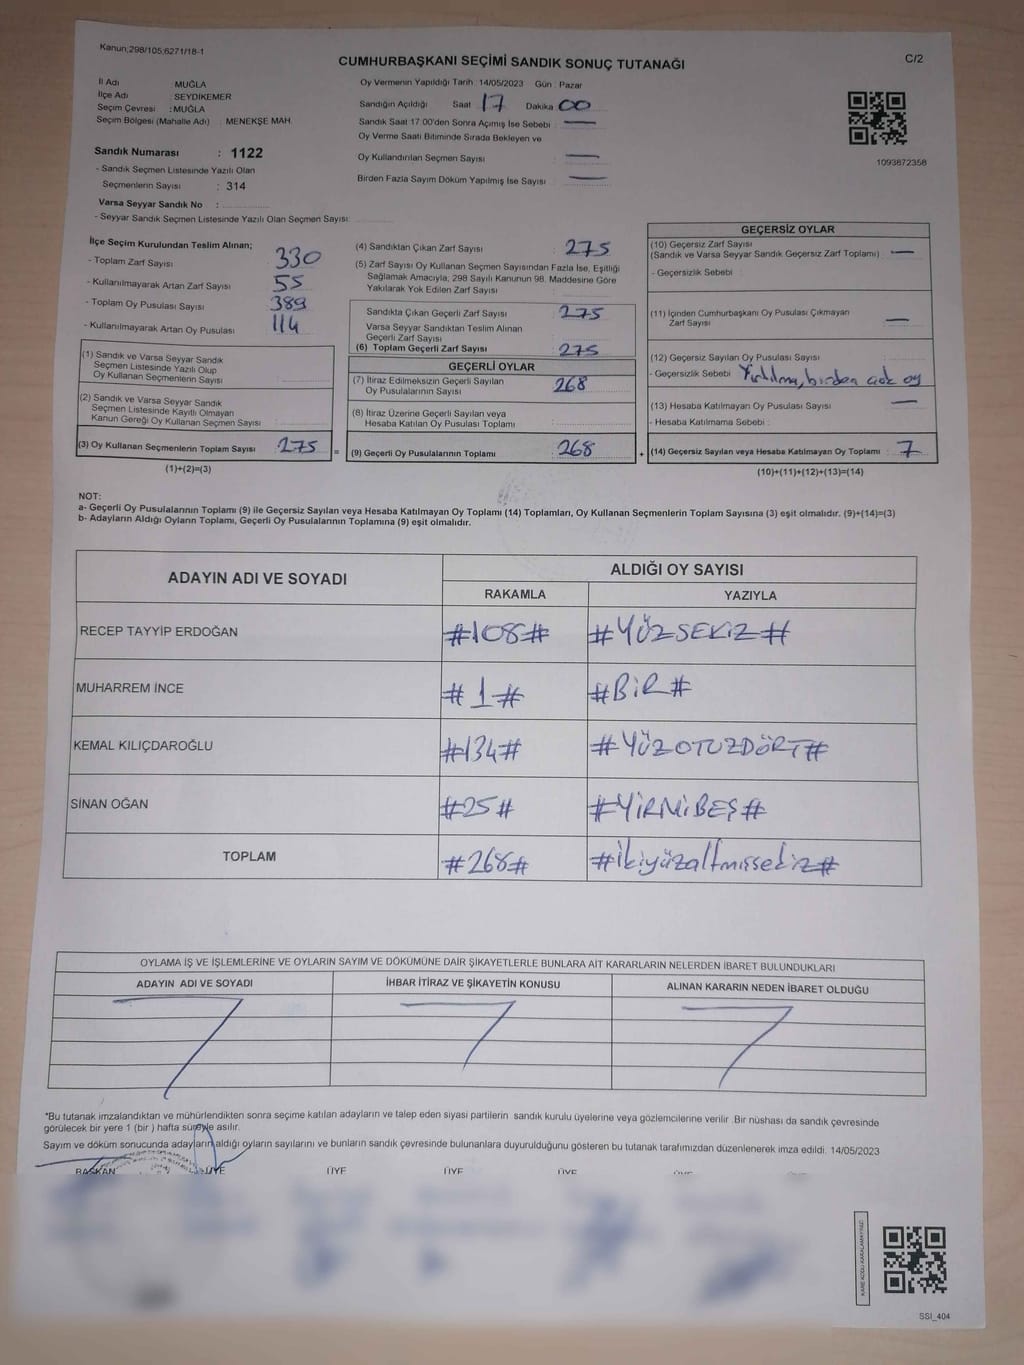 Kanun;298/105;6271/18-1
CUMHURBAŞKANI SEÇİMİ SANDIK SONUÇ TUTANAĞI
C/2
İl Adı : MUĞLA
İlçe Adı : SEYDİKEMER
Seçim Çevresi : MUĞLA
Seçim Bölgesi (Mahalle Adı) : MENEKŞE MAH.
Oy Vermenin Yapıldığı Tarih : 14/05/2023 Gün : Pazar
Sandığın Açıldığı Saat 17 Dakika 00
Sandık Saat 17:00'den Sonra Açımış İse Sebebi : —
Oy Verme Saati Bitiminde Sırada Bekleyen ve
Oy Kullandırılan Seçmen Sayısı : —
Birden Fazla Sayım Döküm Yapılmış İse Sayısı : —
1093872358
Sandık Numarası : 1122
- Sandık Seçmen Listesinde Yazılı Olan
Seçmenlerin Sayısı : 314
Varsa Seyyar Sandık No :
- Seyyar Sandık Seçmen Listesinde Yazılı Olan Seçmen Sayısı:
İlçe Seçim Kurulundan Teslim Alınan;
- Toplam Zarf Sayısı : 330
- Kullanılmayarak Artan Zarf Sayısı : 55
- Toplam Oy Pusulası Sayısı : 389
- Kullanılmayarak Artan Oy Pusulası : 114
(1) Sandık ve Varsa Seyyar Sandık
Seçmen Listesinde Yazılı Olup
Oy Kullanan Seçmenlerin Sayısı :
(2) Sandık ve Varsa Seyyar Sandık
Seçmen Listesinde Kayıtlı Olmayan
Kanun Gereği Oy Kullanan Seçmen Sayısı :
(3) Oy Kullanan Seçmenlerin Toplam Sayısı : 275
(1)+(2)=(3)
(4) Sandıktan Çıkan Zarf Sayısı : 275
(5) Zarf Sayısı Oy Kullanan Seçmen Sayısından Fazla İse, Eşitliği
Sağlamak Amacıyla, 298 Sayılı Kanunun 98. Maddesine Göre
Yakılarak Yok Edilen Zarf Sayısı :
Sandıkta Çıkan Geçerli Zarf Sayısı : 275
Varsa Seyyar Sandıktan Teslim Alınan
Geçerli Zarf Sayısı :
(6) Toplam Geçerli Zarf Sayısı : 275
GEÇERLİ OYLAR
(7) İtiraz Edilmeksizin Geçerli Sayılan
Oy Pusulalarının Sayısı : 268
(8) İtiraz Üzerine Geçerli Sayılan veya
Hesaba Katılan Oy Pusulası Toplamı :
(9) Geçerli Oy Pusulalarının Toplamı : 268
GEÇERSİZ OYLAR
(10) Geçersiz Zarf Sayısı
(Sandık ve Varsa Seyyar Sandık Geçersiz Zarf Toplamı) : —
- Geçersizlik Sebebi :
(11) İçinden Cumhurbaşkanı Oy Pusulası Çıkmayan
Zarf Sayısı : —
(12) Geçersiz Sayılan Oy Pusulası Sayısı :
- Geçersizlik Sebebi Yırtılma, birden çok oy
(13) Hesaba Katılmayan Oy Pusulası Sayısı : —
- Hesaba Katılmama Sebebi :
(14) Geçersiz Sayılan veya Hesaba Katılmayan Oy Toplamı : 7
(10)+(11)+(12)+(13)=(14)
NOT:
a- Geçerli Oy Pusulalarının Toplamı (9) ile Geçersiz Sayılan veya Hesaba Katılmayan Oy Toplamı (14) Toplamları, Oy Kullanan Seçmenlerin Toplam Sayısına (3) eşit olmalıdır. (9)+(14)=(3)
b- Adayların Aldığı Oyların Toplamı, Geçerli Oy Pusulalarının Toplamına (9) eşit olmalıdır.
ADAYIN ADI VE SOYADI ALDIĞI OY SAYISI
RAKAMLA YAZIYLA
RECEP TAYYİP ERDOĞAN #108# #YÜZSEKİZ#
MUHARREM İNCE #1# #BİR#
KEMAL KILIÇDAROĞLU #134# #YÜZOTUZDÖRT#
SİNAN OĞAN #25# #YİRMİBEŞ#
TOPLAM #268# #ikiyüzaltmışsekiz#
OYLAMA İŞ VE İŞLEMLERİNE VE OYLARIN SAYIM VE DÖKÜMÜNE DAİR ŞİKAYETLERLE BUNLARA AİT KARARLARIN NELERDEN İBARET BULUNDUKLARI
ADAYIN ADI VE SOYADI İHBAR İTİRAZ VE ŞİKAYETİN KONUSU ALINAN KARARIN NEDEN İBARET OLDUĞU
*Bu tutanak imzalandıktan ve mühürlendikten sonra seçime katılan adayların ve talep eden siyasi partilerin sandık kurulu üyelerine veya gözlemcilerine verilir. Bir nüshası da sandık çevresinde
görülecek bir yere 1 (bir ) hafta süreyle asılır.
Sayım ve döküm sonucunda adayların aldığı oyların sayılarını ve bunların sandık çevresinde bulunanlara duyurulduğunu gösteren bu tutanak tarafımızdan düzenlenerek imza edildi. 14/05/2023
BAŞKAN ÜYE ÜYE ÜYE ÜYE
KARE KODU KARALAMAYINIZ!
SSI_404